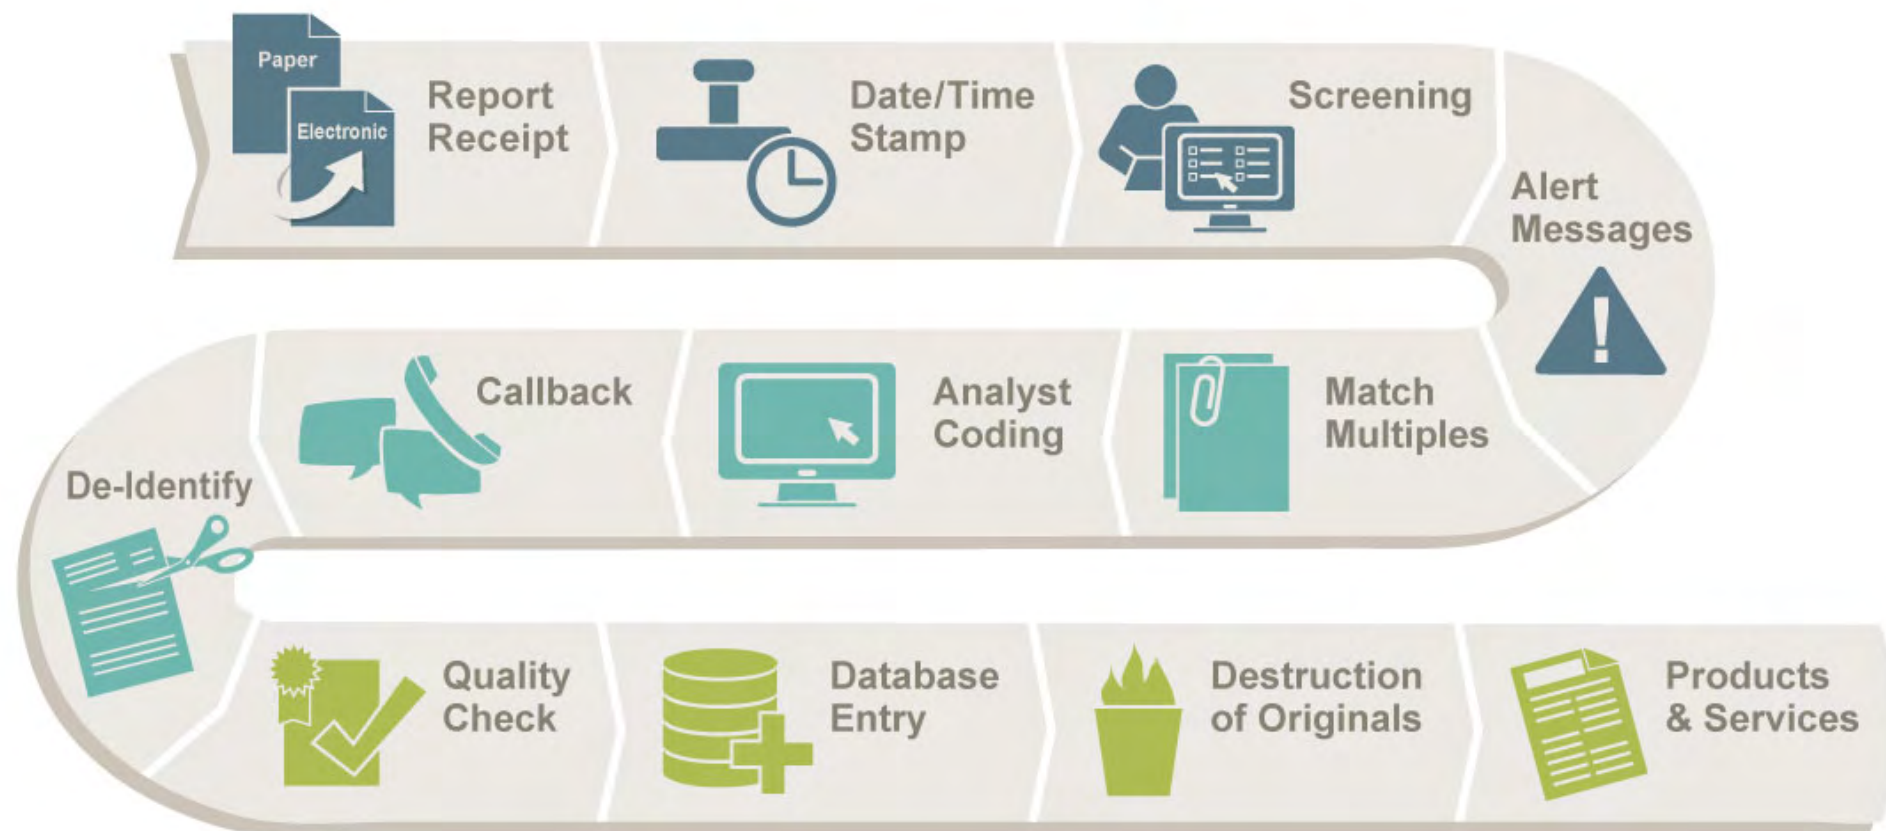 Paper
Electronic
Report
Receipt
Date/Time
Stamp
Screening
Alert
Messages
Match
Multiples
Analyst
Coding
Callback
De-Identify
Quality
Check
Database
Entry
Destruction
of Originals
Products
& Services